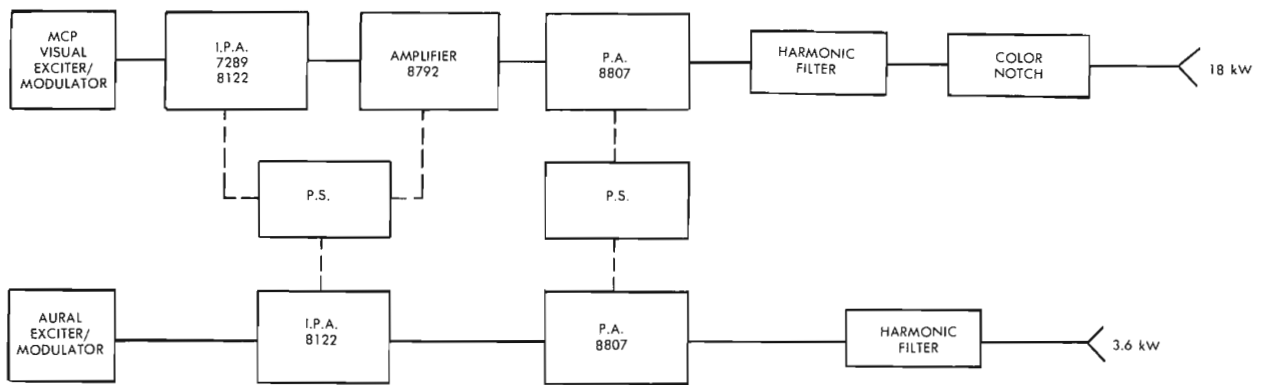 MCP
VISUAL
EXCITER/
MODULATOR
I.P.A.
7289
8122
AMPLIFIER
8792
P.A.
8807
HARMONIC
FILTER
COLOR
NOTCH
18 kW
P.S.
P.S.
AURAL
EXCITER/
MODULATOR
I.P.A.
8122
P.A.
8807
HARMONIC
FILTER
3.6 kW